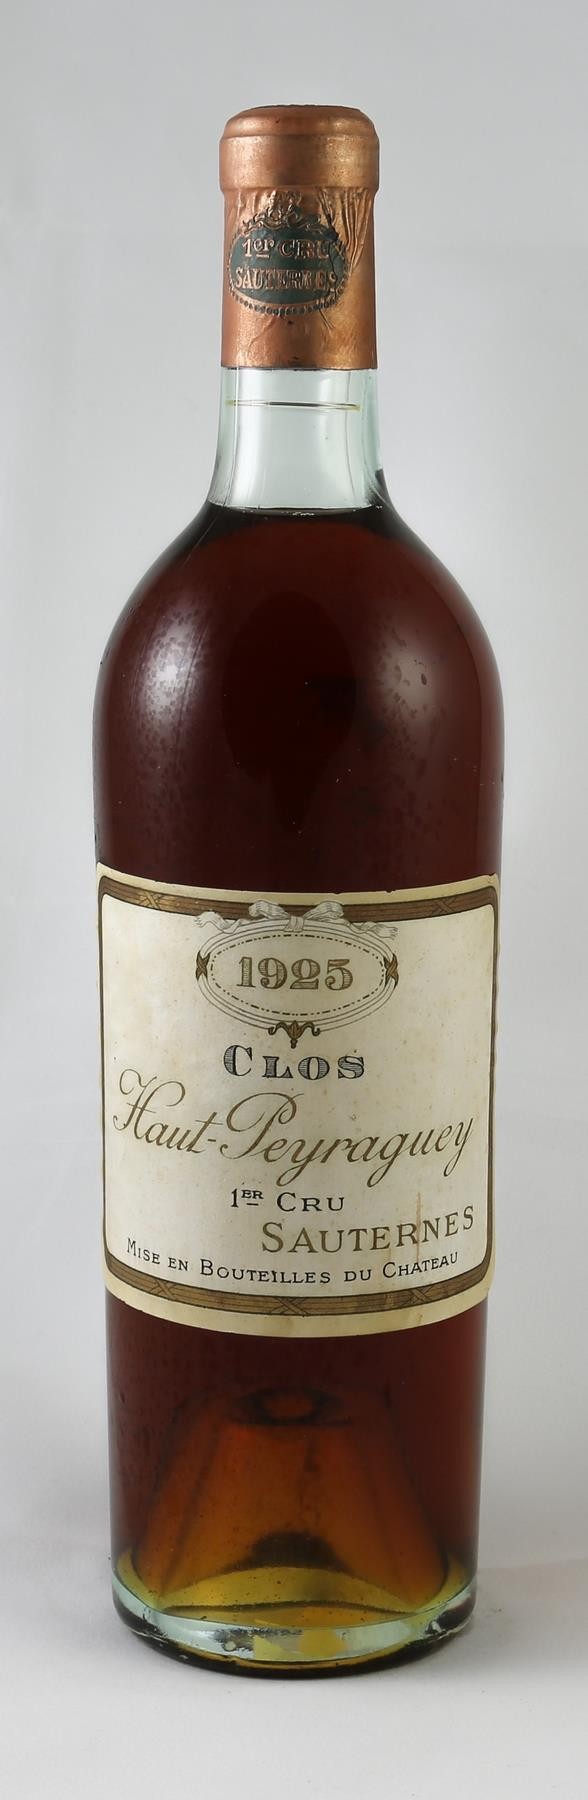 1er CRU
SAUTERNES
1925
CLOS
Haut-Peyraguey
1ER CRU
SAUTERNES
MISE EN BOUTEILLES DU CHATEAU